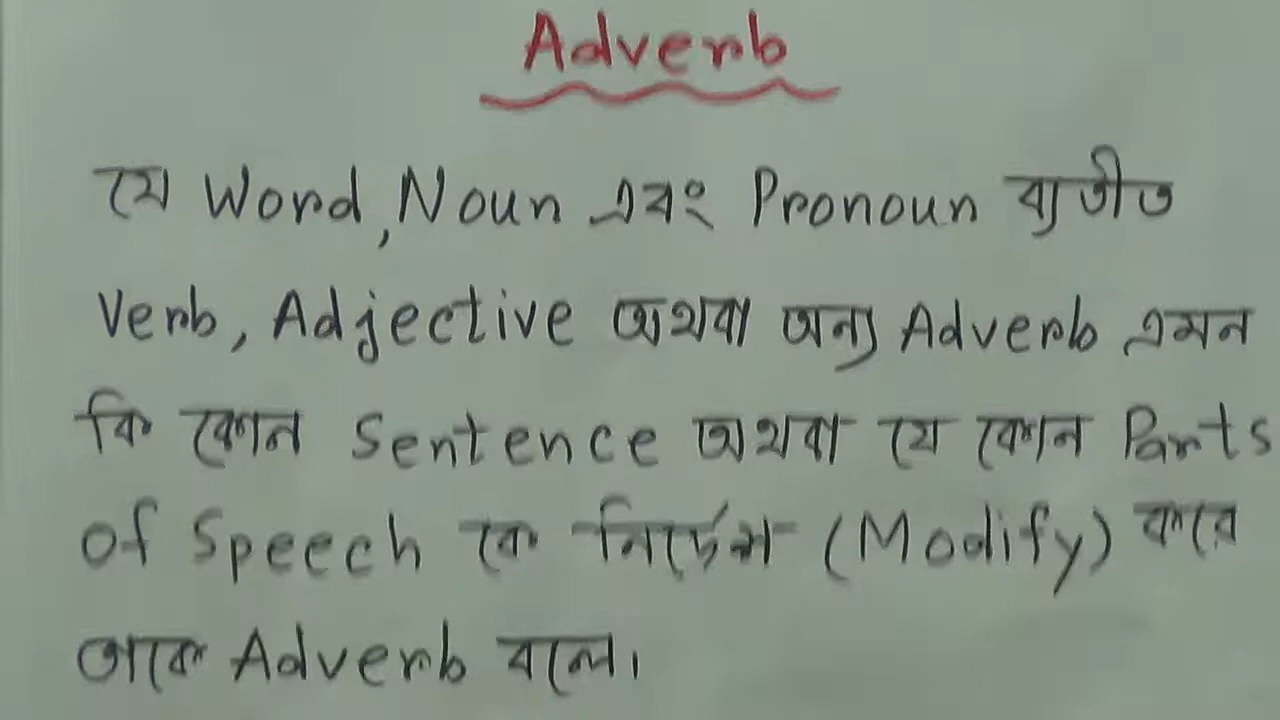 Adverb
যে Word, Noun এবং Pronoun ব্যতীত
Verb, Adjective অথবা অন্য Adverb এমন
কি কোন Sentence অথবা যে কোন Parts
of Speech কে নির্দেশ (Modify) করে
তাকে Adverb বলে।